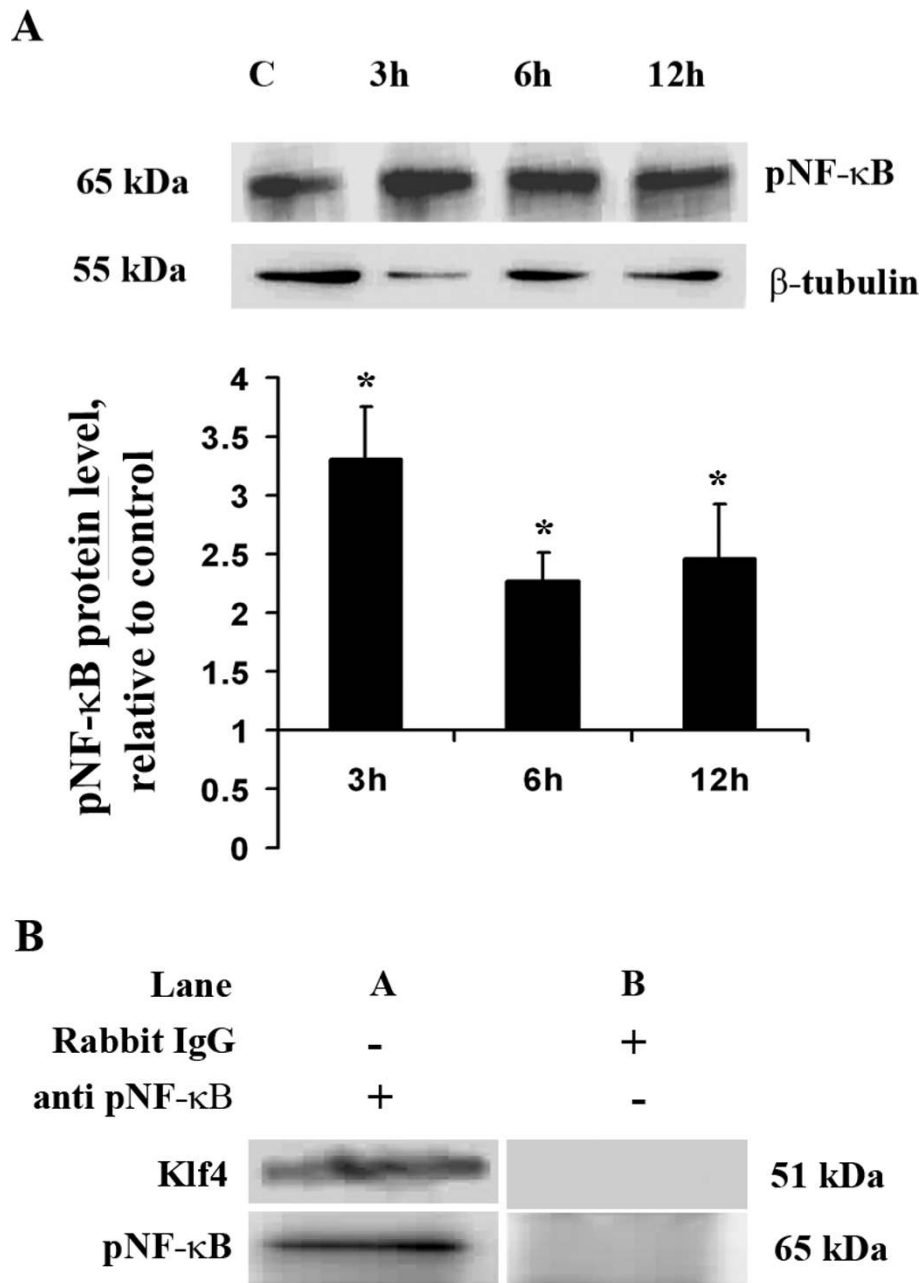 A
C 3h 6h 12h
65 kDa pNF-κB
55 kDa β-tubulin
pNF-κB protein level,
relative to control
4
3.5
3
2.5
2
1.5
1
0.5
0
* * *
3h 6h 12h
B
Lane A B
Rabbit IgG - +
anti pNF-κB + -
Klf4 51 kDa
pNF-κB 65 kDa